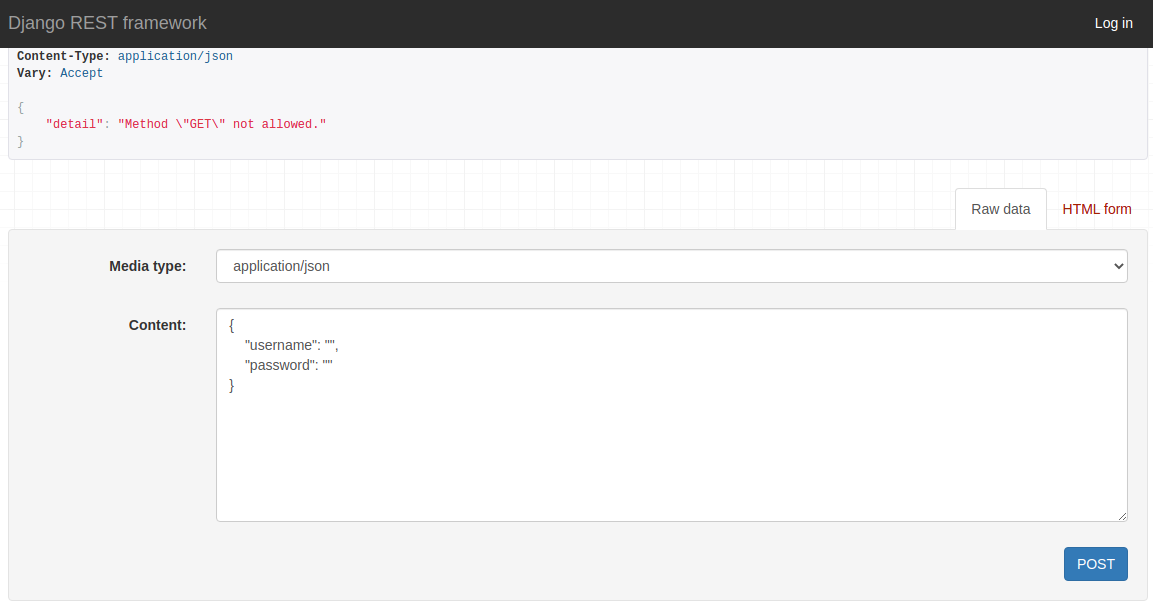 Django REST framework
Log in
Content-Type: application/json
Vary: Accept
{
    "detail": "Method \"GET\" not allowed."
}
Raw data
HTML form
Media type:
application/json
Content:
{
    "username": "",
    "password": ""
}
POST